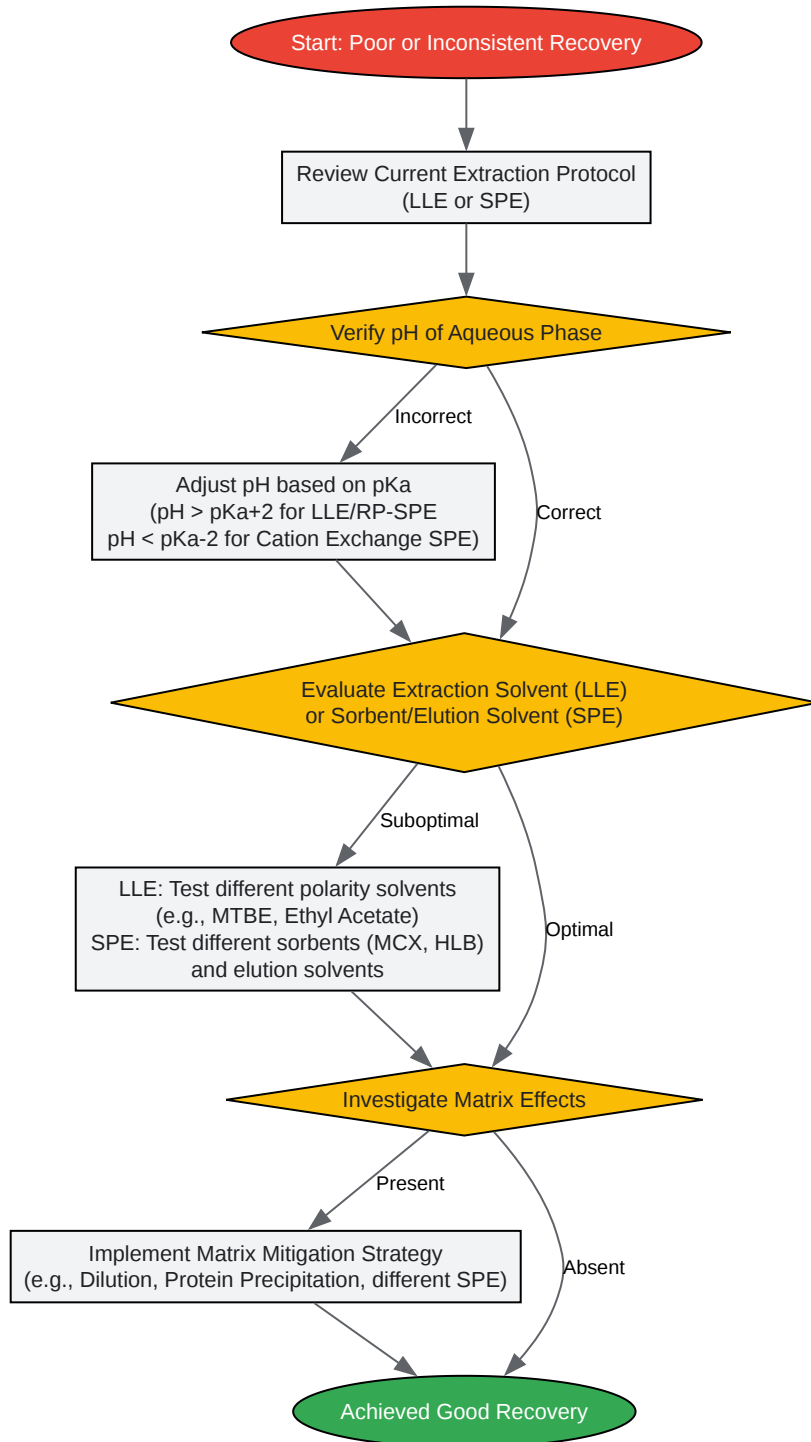 Start: Poor or Inconsistent Recovery
Review Current Extraction Protocol
(LLE or SPE)
Verify pH of Aqueous Phase
Incorrect
Adjust pH based on pKa
(pH > pKa+2 for LLE/RP-SPE
pH < pKa-2 for Cation Exchange SPE)
Correct
Evaluate Extraction Solvent (LLE)
or Sorbent/Elution Solvent (SPE)
Suboptimal
LLE: Test different polarity solvents
(e.g., MTBE, Ethyl Acetate)
SPE: Test different sorbents (MCX, HLB)
and elution solvents
Optimal
Investigate Matrix Effects
Present
Implement Matrix Mitigation Strategy
(e.g., Dilution, Protein Precipitation, different SPE)
Absent
Achieved Good Recovery